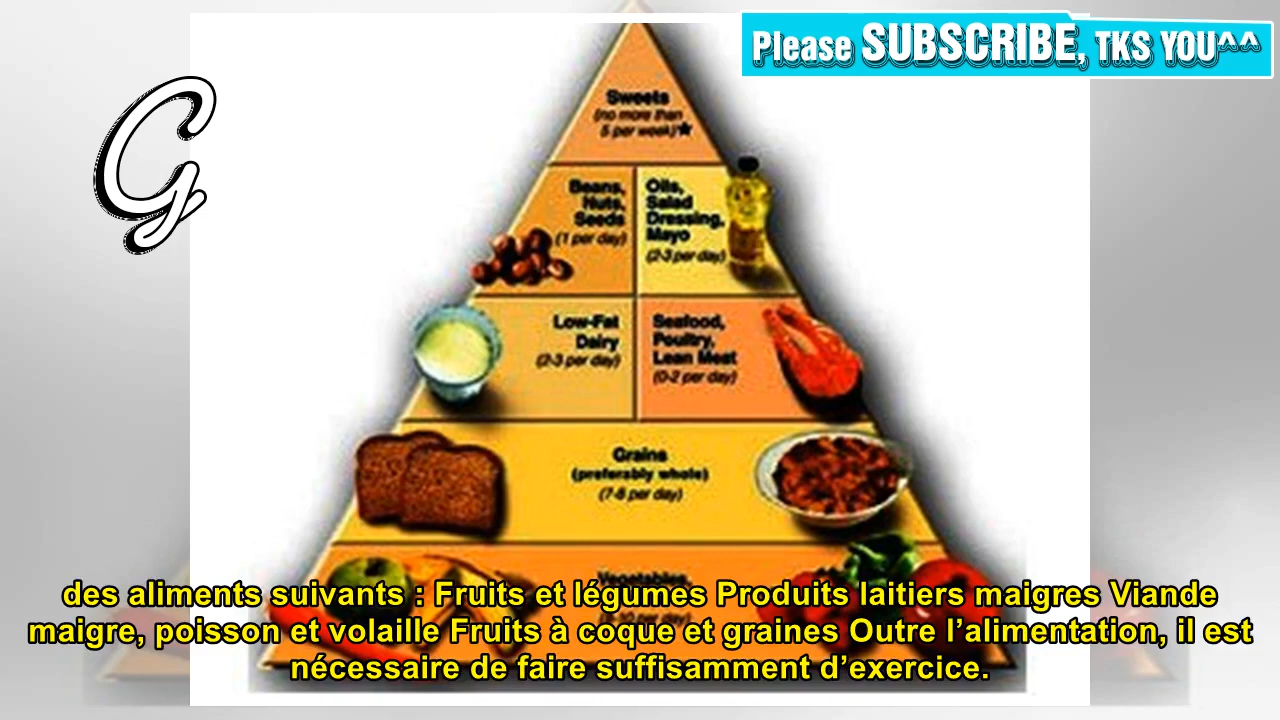 Please SUBSCRIBE, TKS YOU^^
G
Sweets
(no more than
5 per week)★
Beans,
Nuts,
Seeds
(1 per day)
Oils,
Salad
Dressing,
Mayo
(2-3 per day)
Low-Fat
Dairy
(2-3 per day)
Seafood,
Poultry,
Lean Meat
(0-2 per day)
Grains
(preferably whole)
(7-8 per day)
Vegetables,
des aliments suivants : Fruits et légumes Produits laitiers maigres Viande
maigre, poisson et volaille Fruits à coque et graines Outre l’alimentation, il est
nécessaire de faire suffisamment d’exercice.